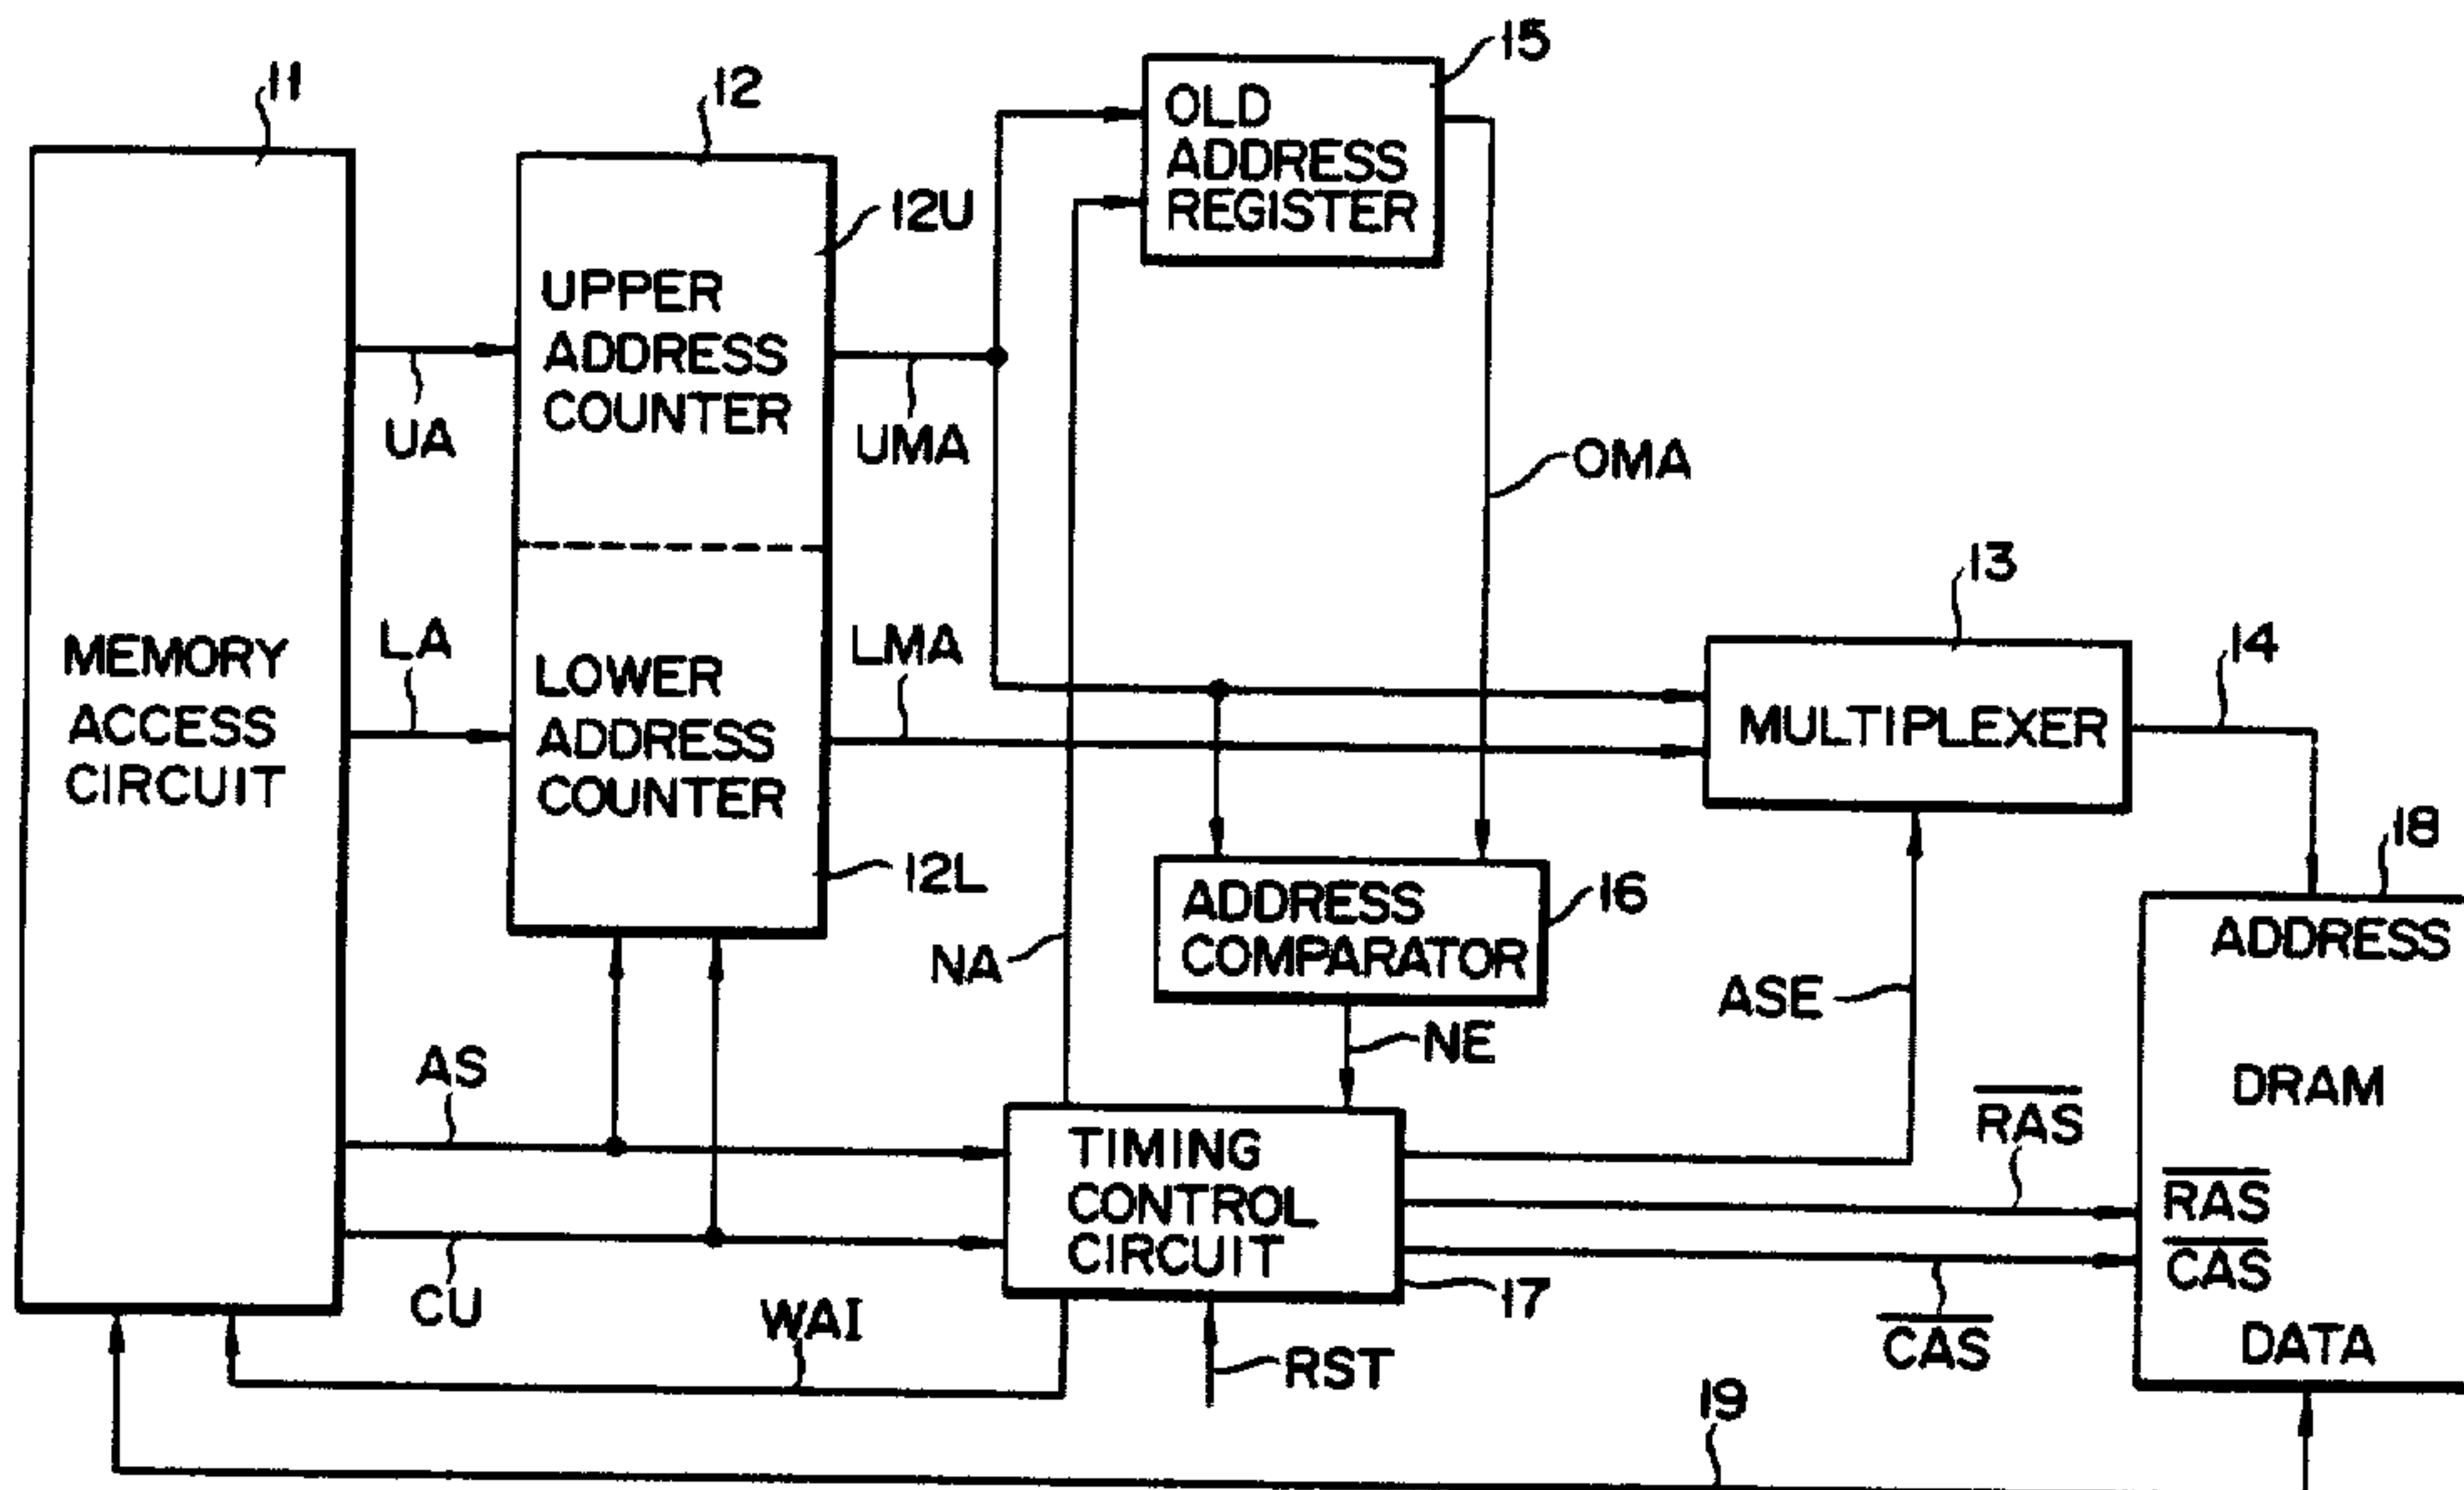 11
12
15
OLD
ADDRESS
REGISTER
12U
UPPER
ADDRESS
COUNTER
UA
UMA
OMA
13
14
MEMORY
ACCESS
CIRCUIT
LA
LOWER
ADDRESS
COUNTER
LMA
MULTIPLEXER
12L
18
ADDRESS
COMPARATOR
16
NA
ADDRESS
ASE
NE
DRAM
AS
RAS
TIMING
CONTROL
CIRCUIT
RAS
CAS
CU
WAI
17
RST
CAS
DATA
19